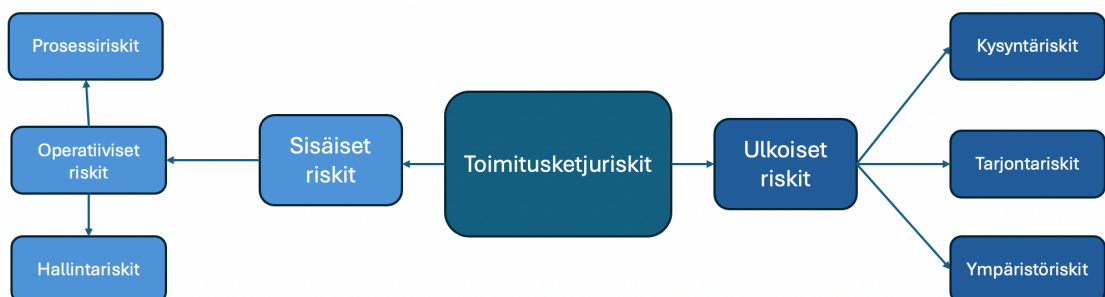 Prosessiriskit
Operatiiviset
riskit
Hallintariskit
Sisäiset
riskit
Toimitusketjuriskit
Ulkoiset
riskit
Kysyntäriskit
Tarjontariskit
Ympäristöriskit